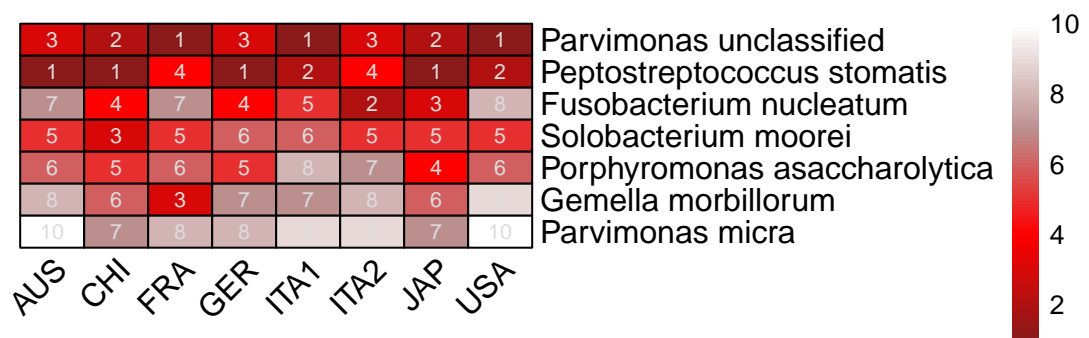 3 2 1 3 1 3 2 1 Parvimonas unclassified
1 1 4 1 2 4 1 2 Peptostreptococcus stomatis
7 4 7 4 5 2 3 8 Fusobacterium nucleatum
5 3 5 6 6 5 5 5 Solobacterium moorei
6 5 6 5 8 7 4 6 Porphyromonas asaccharolytica
8 6 3 7 7 8 6 9 Gemella morbillorum
10 7 8 8 9 9 7 10 Parvimonas micra
AUS CHI FRA GER ITA1 ITA2 JAP USA
10
8
6
4
2